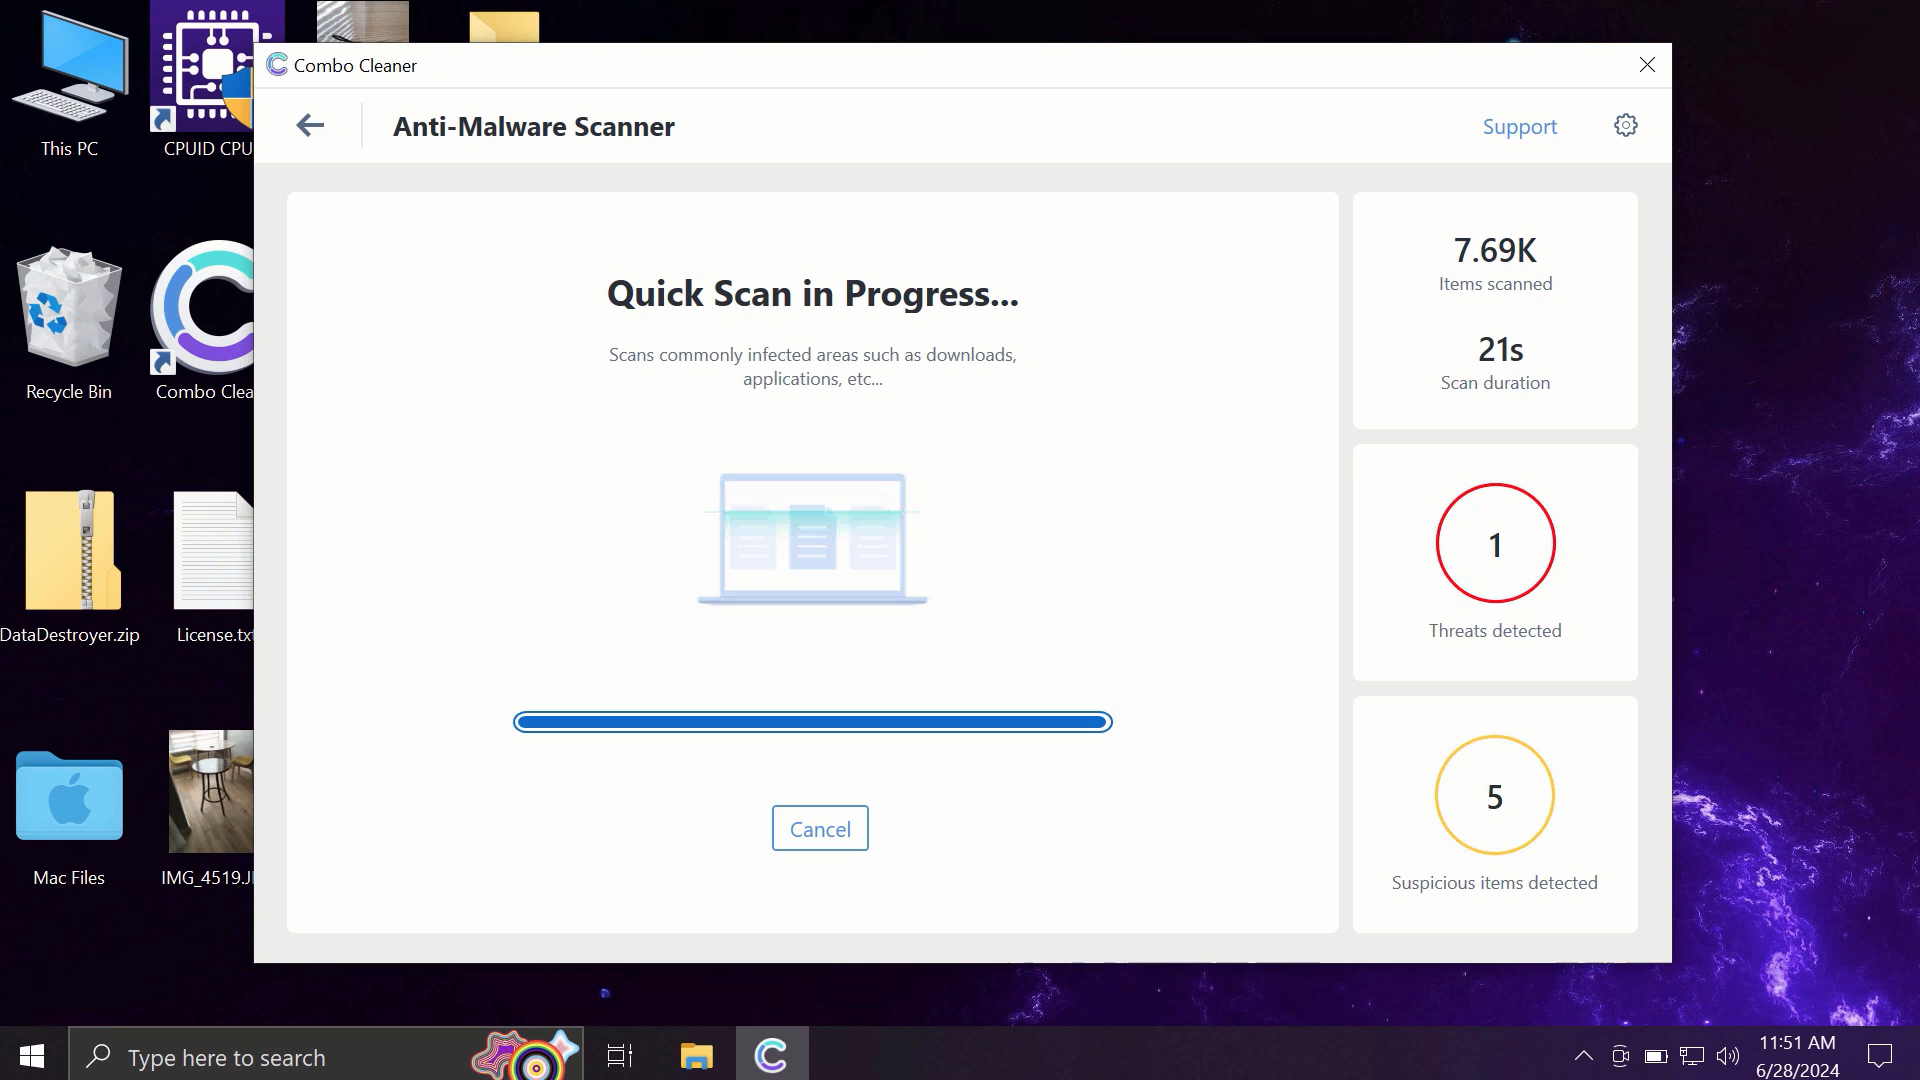 This PC
CPUID CPU
Recycle Bin
Combo Clea
DataDestroyer.zip
License.txt
Mac Files
IMG_4519.J
Combo Cleaner
Anti-Malware Scanner
Support
Quick Scan in Progress...
Scans commonly infected areas such as downloads,
applications, etc...
Cancel
7.69K
Items scanned
21s
Scan duration
1
Threats detected
5
Suspicious items detected
Type here to search
11:51 AM
6/28/2024